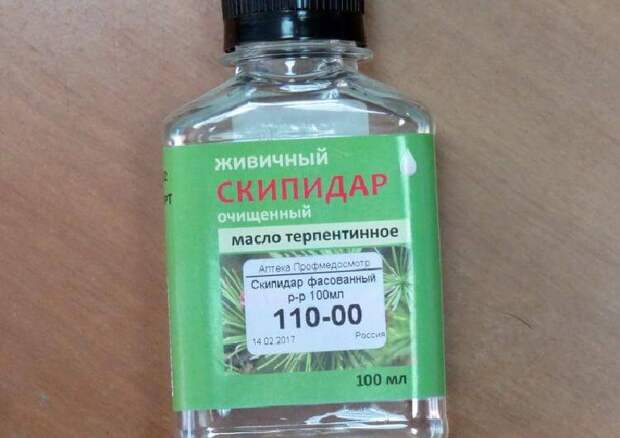 живичный
СКИПИДАР
очищенный
масло терпентинное
Аптека Профмедосмотр
Скипидар фасованный
р-р 100мл
110-00
14.02.2017 Россия
100 мл